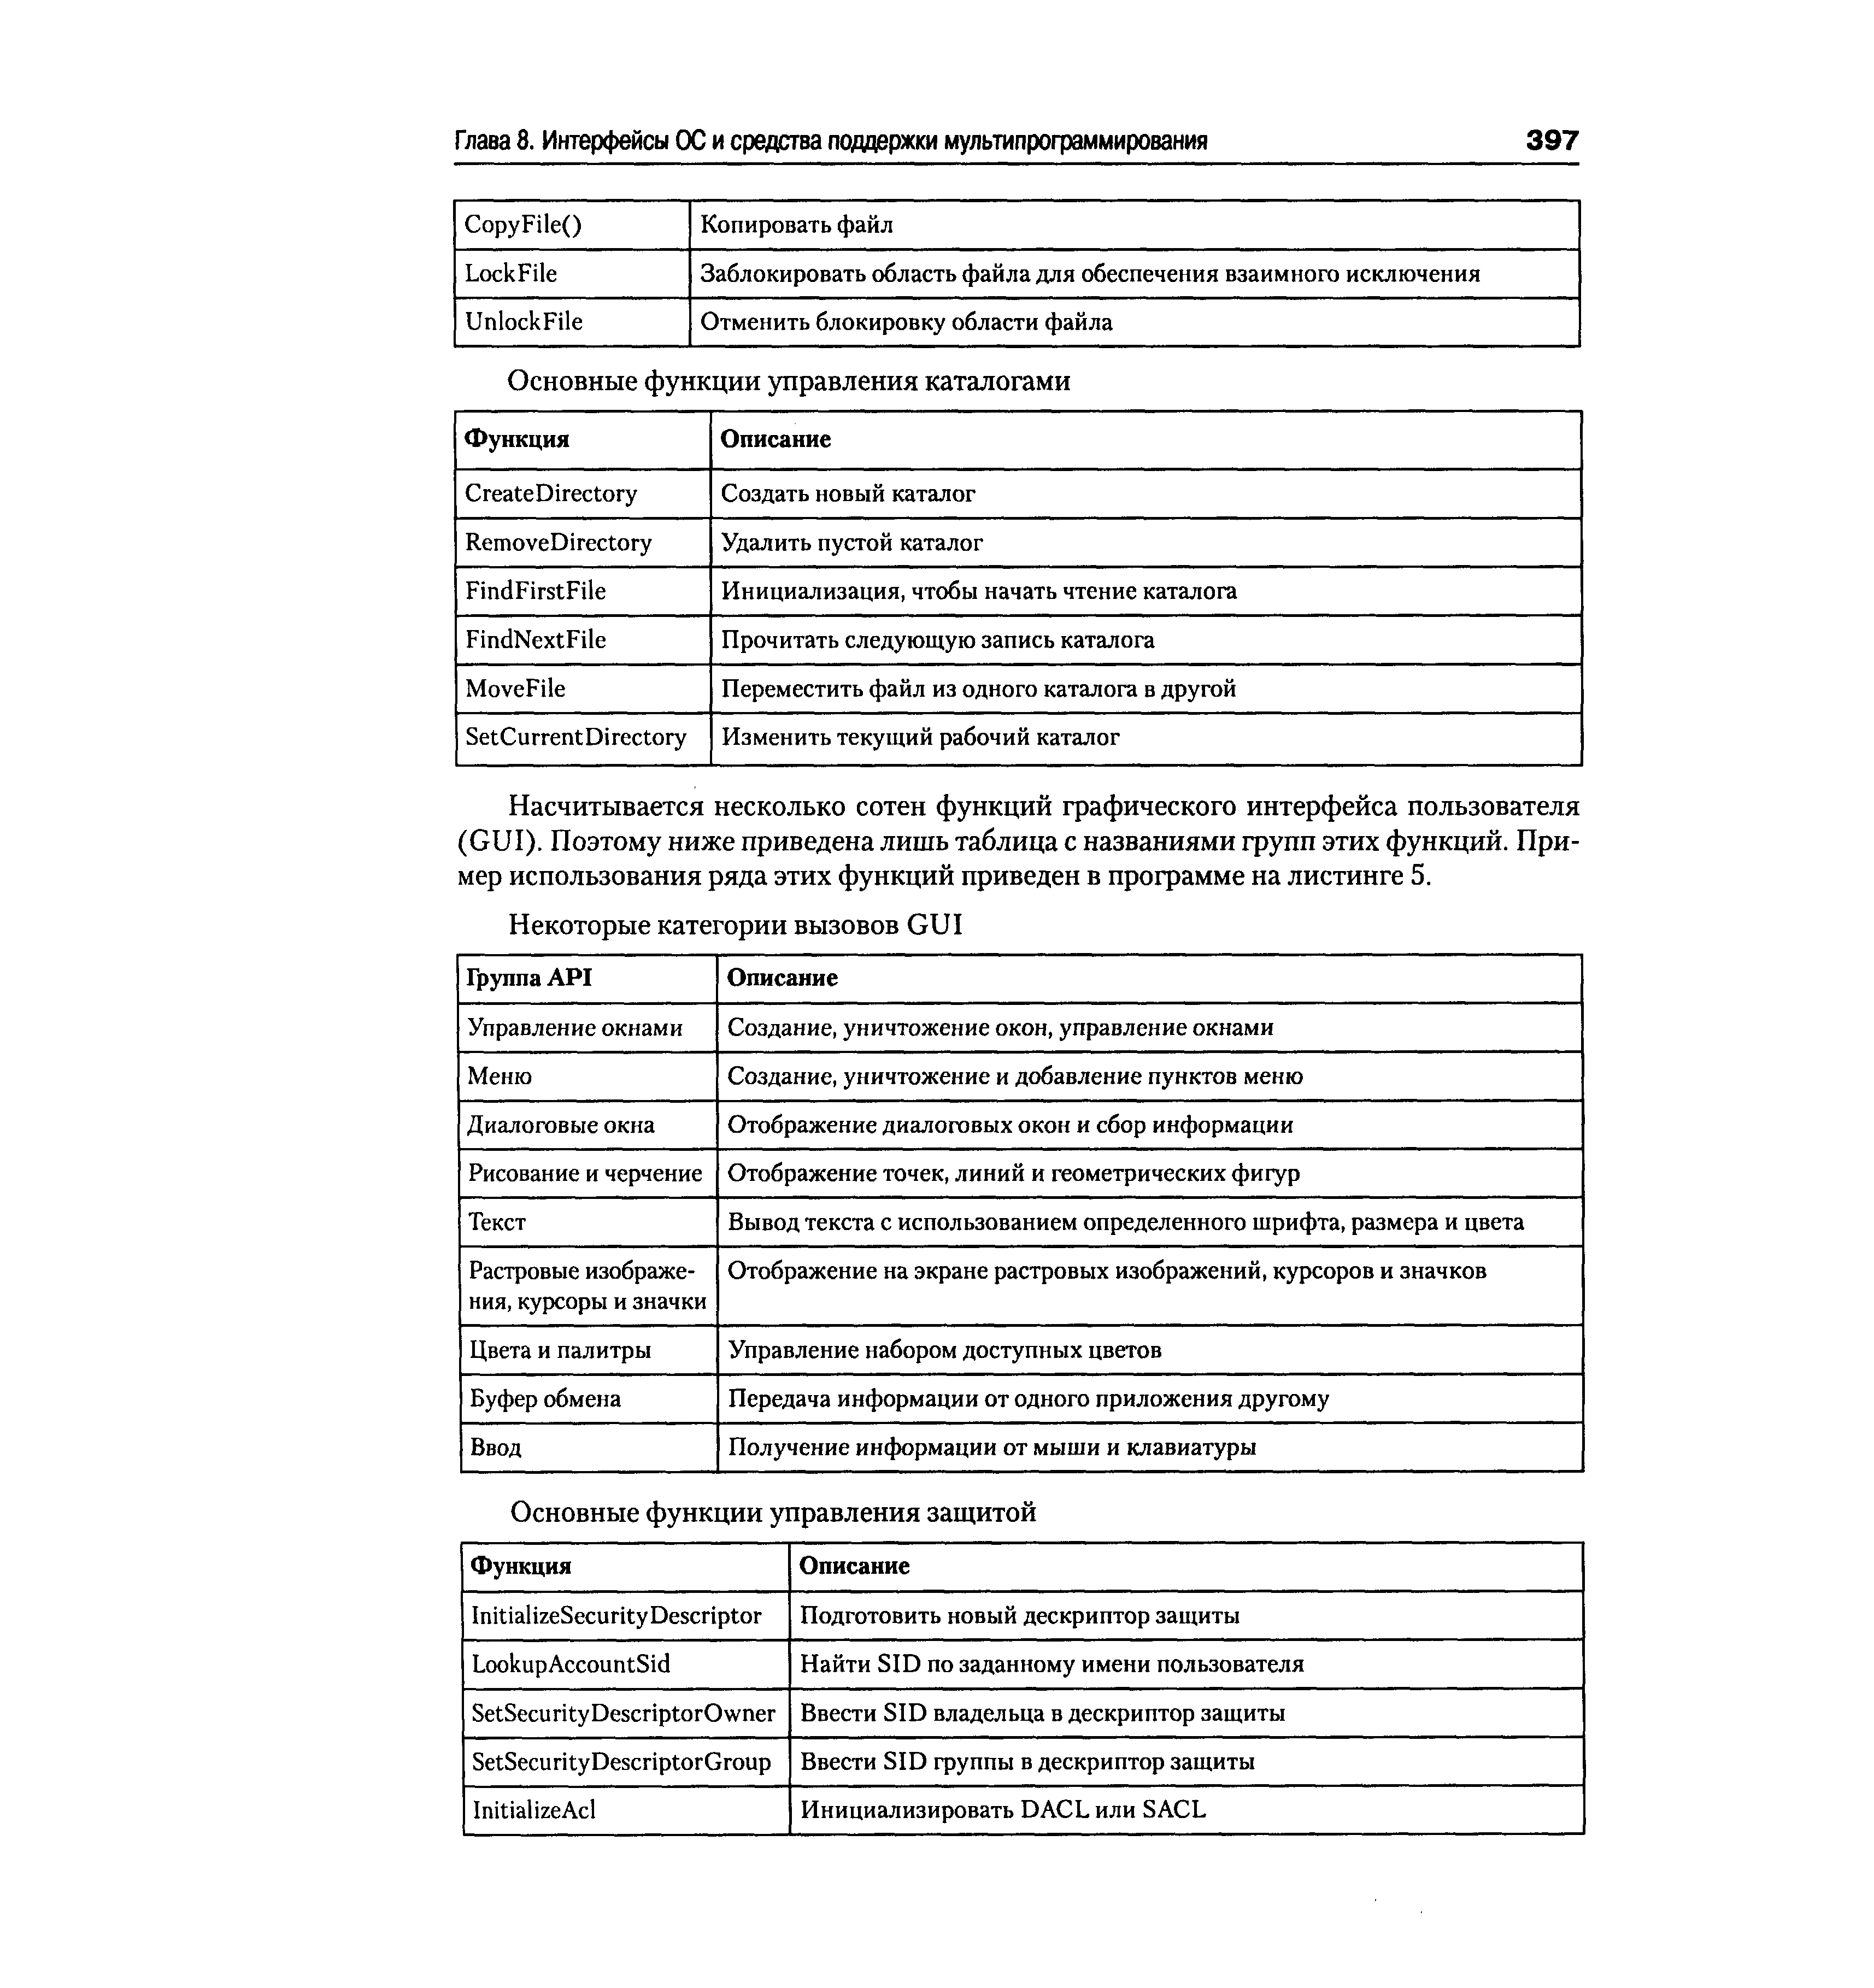 Глава 8. Интерфейсы ОС и средства поддержки мультипрограммирования 397
CopyFile() Копировать файл
LockFile Заблокировать область файла для обеспечения взаимного исключения
UnlockFile Отменить блокировку области файла
Основные функции управления каталогами
Функция Описание
CreateDirectory Создать новый каталог
RemoveDirectory Удалить пустой каталог
FindFirstFile Инициализация, чтобы начать чтение каталога
FindNextFile Прочитать следующую запись каталога
MoveFile Переместить файл из одного каталога в другой
SetCurrentDirectory Изменить текущий рабочий каталог
Насчитывается несколько сотен функций графического интерфейса пользователя
(GUI). Поэтому ниже приведена лишь таблица с названиями групп этих функций. При-
мер использования ряда этих функций приведен в программе на листинге 5.
Некоторые категории вызовов GUI
Группа API Описание
Управление окнами Создание, уничтожение окон, управление окнами
Меню Создание, уничтожение и добавление пунктов меню
Диалоговые окна Отображение диалоговых окон и сбор информации
Рисование и черчение Отображение точек, линий и геометрических фигур
Текст Вывод текста с использованием определенного шрифта, размера и цвета
Растровые изображе- Отображение на экране растровых изображений, курсоров и значков
ния, курсоры и значки
Цвета и палитры Управление набором доступных цветов
Буфер обмена Передача информации от одного приложения другому
Ввод Получение информации от мыши и клавиатуры
Основные функции управления защитой
Функция Описание
InitializeSecurityDescriptor Подготовить новый дескриптор защиты
LookupAccountSid Найти SID по заданному имени пользователя
SetSecurityDescriptorOwner Ввести SID владельца в дескриптор защиты
SetSecurityDescriptorGroup Ввести SID группы в дескриптор защиты
InitializeAcl Инициализировать DACL или SACL